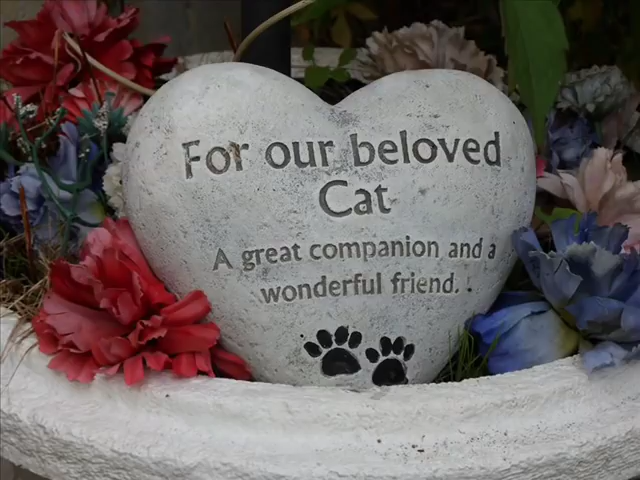 For our beloved
Cat
A great companion and a
wonderful friend. .